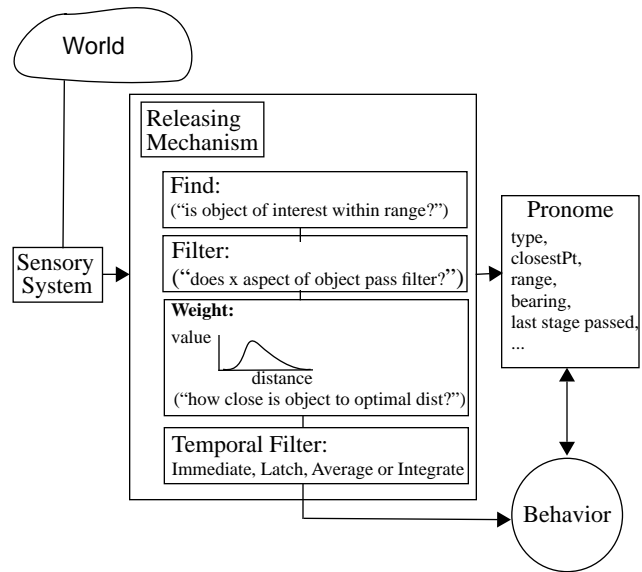 World
Releasing
Mechanism
Find:
(“is object of interest within range?”)
Filter:
(“does x aspect of object pass filter?”)
Weight:
value
distance
(“how close is object to optimal dist?”)
Temporal Filter:
Immediate, Latch, Average or Integrate
Sensory
System
Pronome
type,
closestPt,
range,
bearing,
last stage passed,
...
Behavior